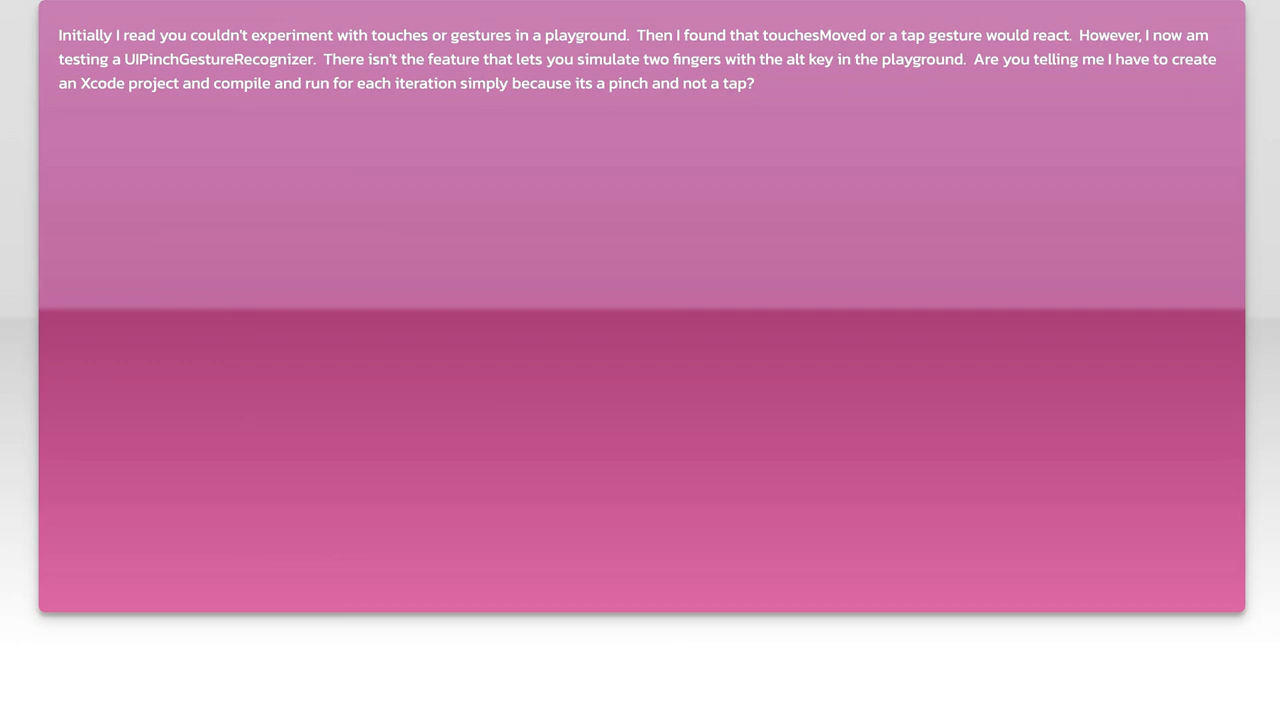 Initially I read you couldn't experiment with touches or gestures in a playground.  Then I found that touchesMoved or a tap gesture would react.  However, I now am
testing a UIPinchGestureRecognizer.  There isn't the feature that lets you simulate two fingers with the alt key in the playground.  Are you telling me I have to create
an Xcode project and compile and run for each iteration simply because its a pinch and not a tap?